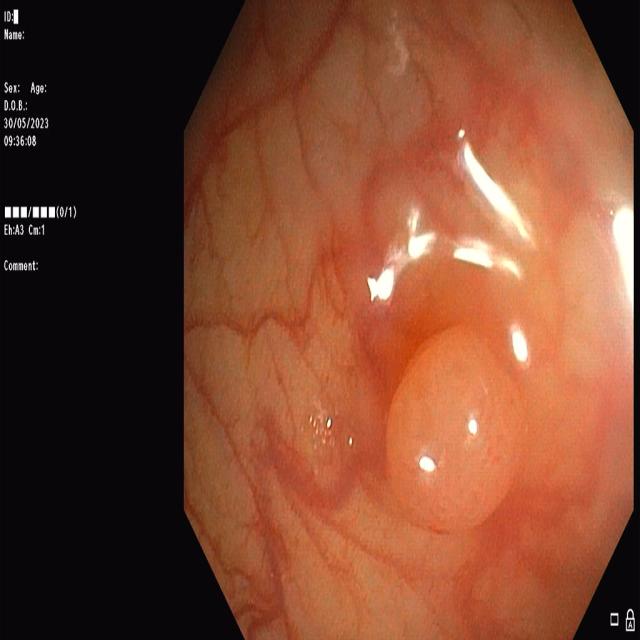 ID:
Name:
Sex: Age:
D.O.B.:
30/05/2023
09:36:08
■■■/■■■(0/1)
Eh:A3 Cm:1
Comment:
A